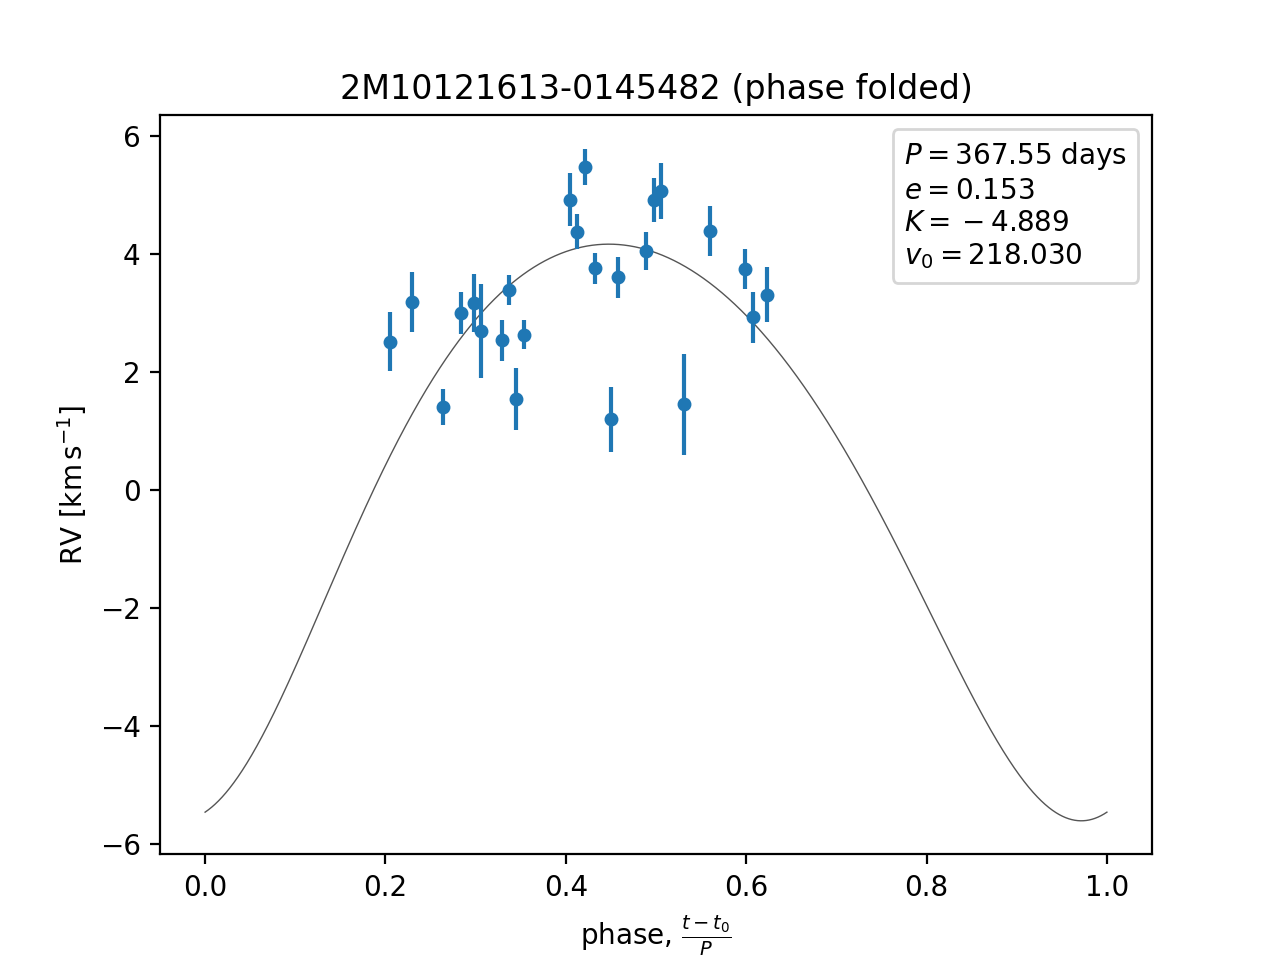 2M10121613-0145482 (phase folded)
P = 367.55 days
e = 0.153
K = −4.889
v₀ = 218.030
6
4
2
0
−2
−4
−6
RV [km s⁻¹]
0.0 0.2 0.4 0.6 0.8 1.0
phase, (t − t₀)/P